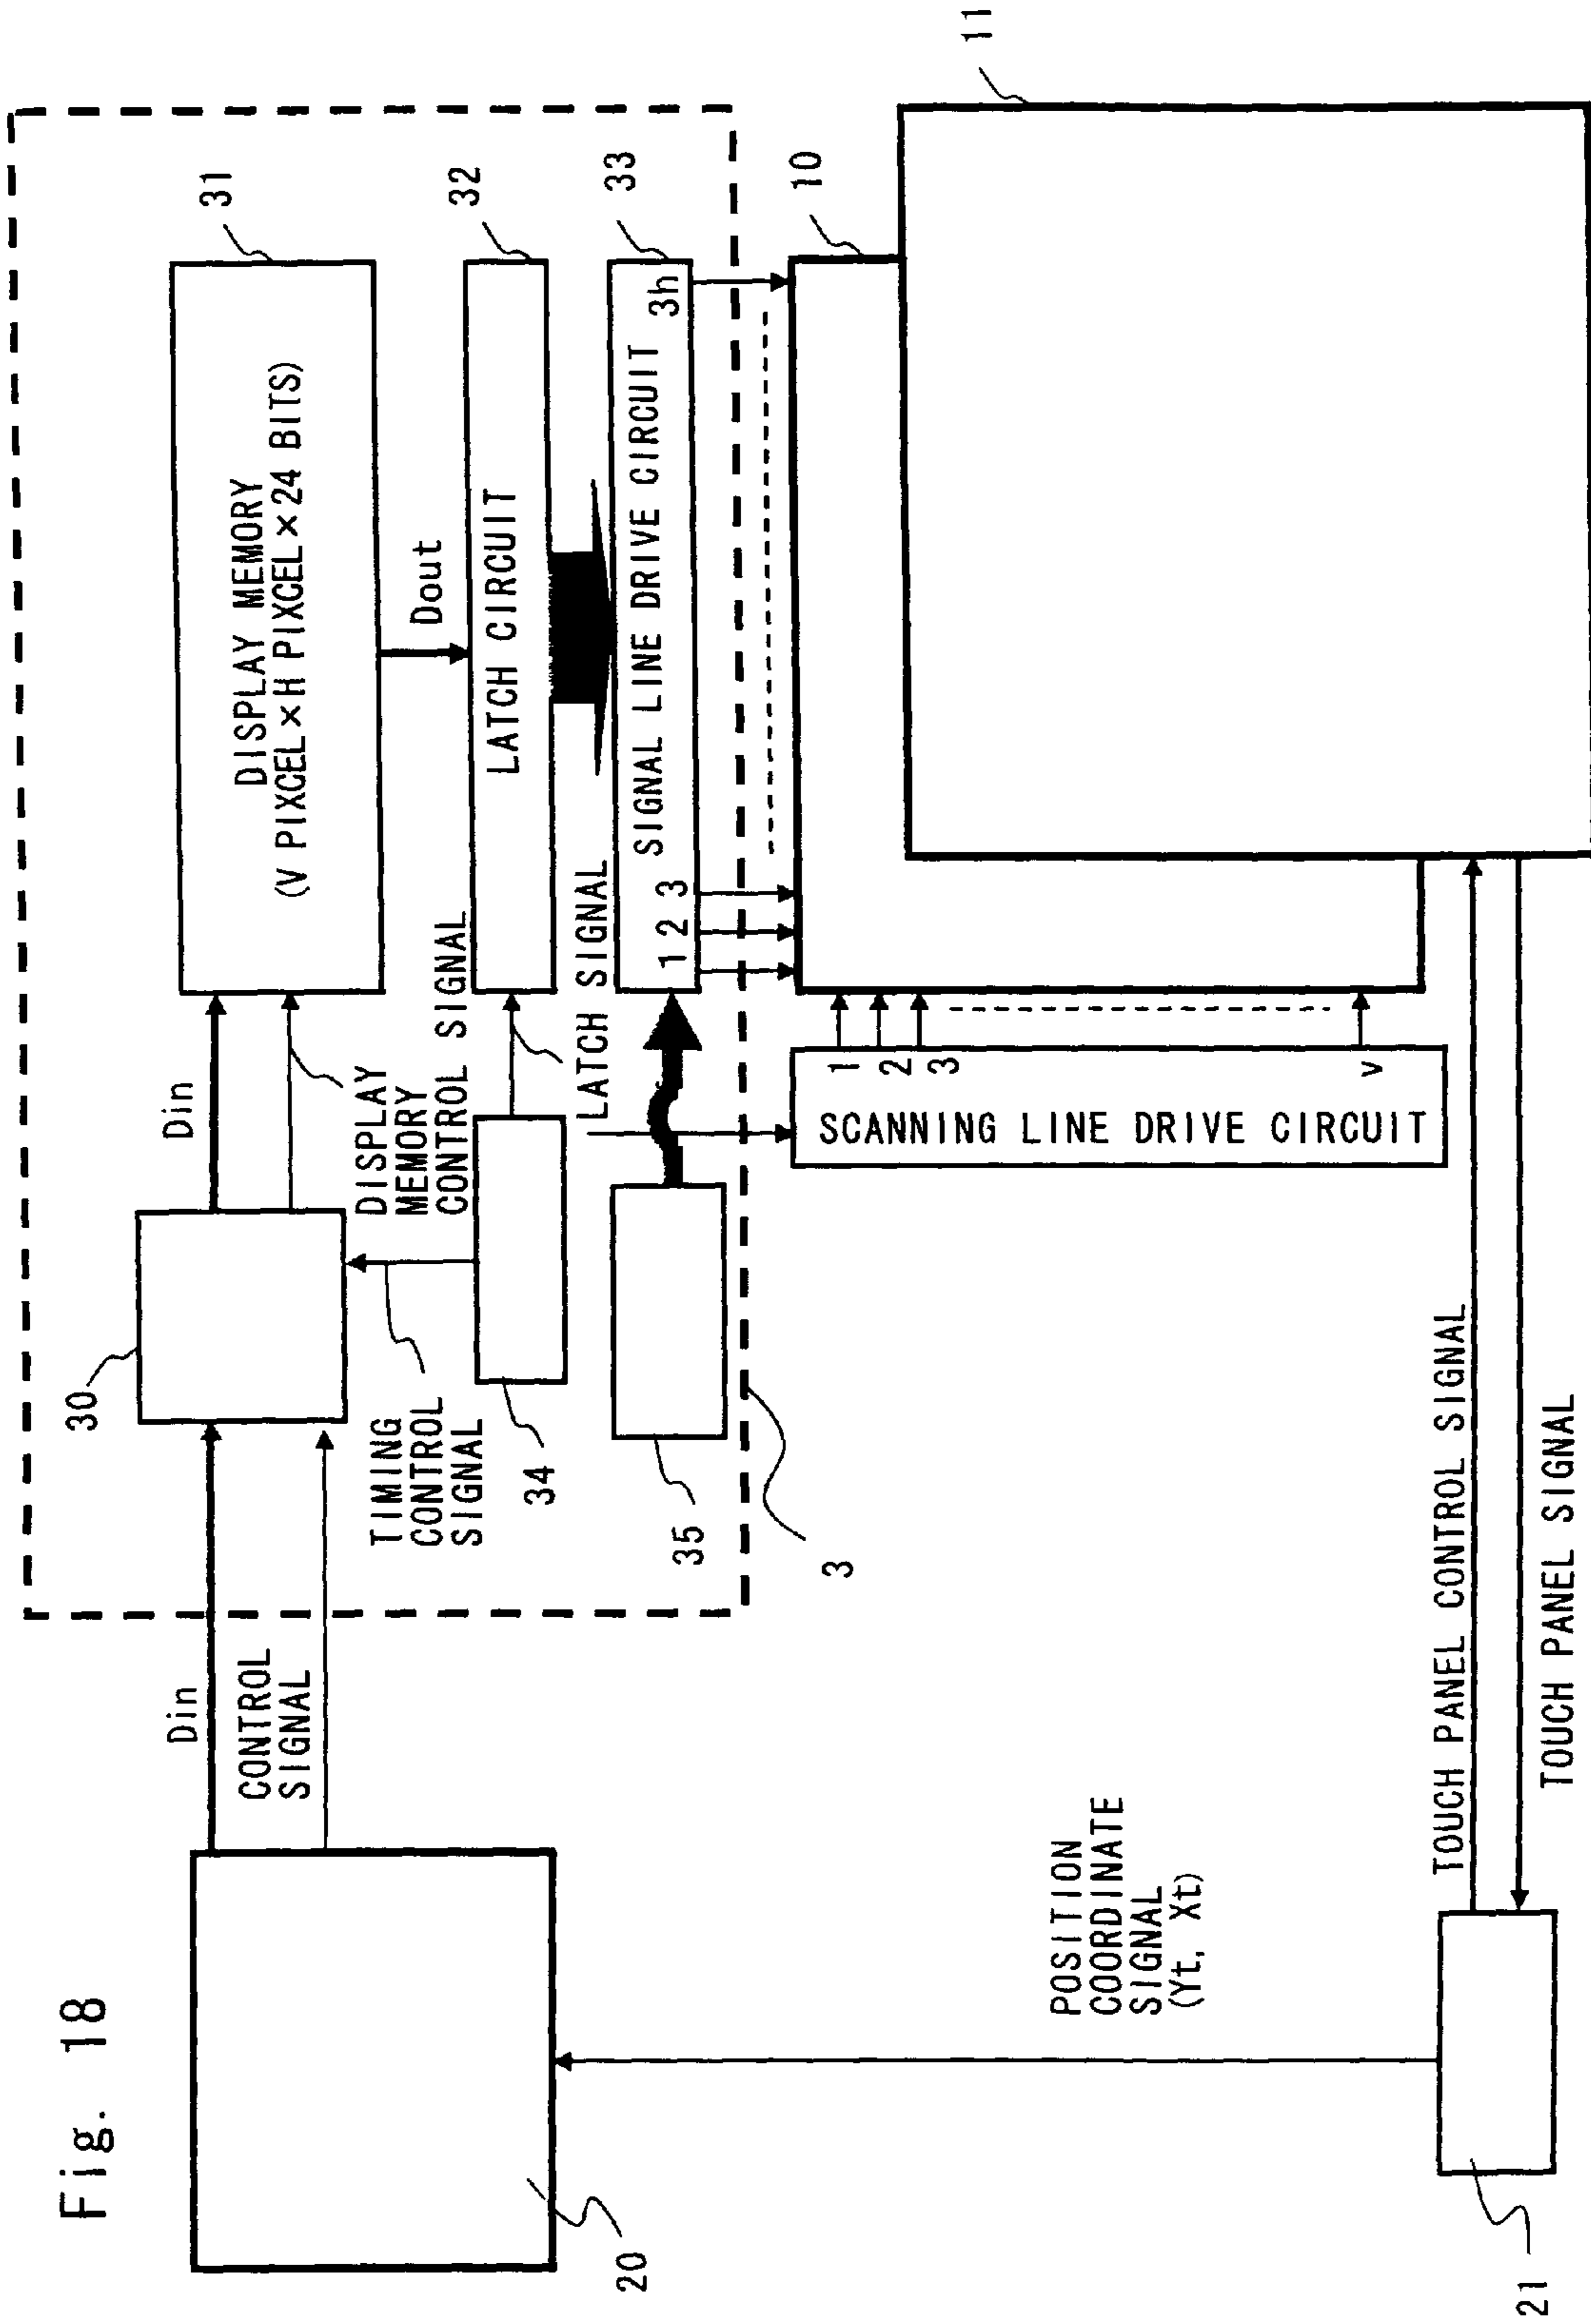 Fig. 18
20
Din
CONTROL
SIGNAL
30
Din
DISPLAY
MEMORY
CONTROL SIGNAL
TIMING
CONTROL
SIGNAL
34
35
3
DISPLAY MEMORY
(V PIXCEL×H PIXCEL×24 BITS)
31
Dout
LATCH CIRCUIT
32
LATCH SIGNAL
SIGNAL LINE DRIVE CIRCUIT
1 2 3
3h
33
10
11
1
2
3
v
SCANNING LINE DRIVE CIRCUIT
POSITION
COORDINATE
SIGNAL
(Yt, Xt)
TOUCH PANEL CONTROL SIGNAL
TOUCH PANEL SIGNAL
21